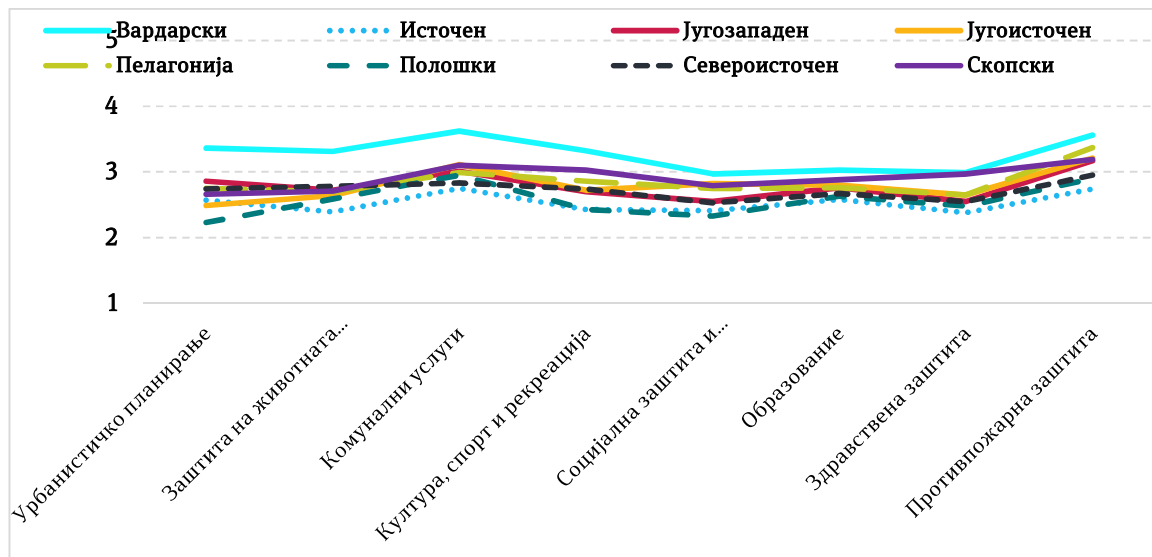 Вардарски Источен Југозападен Југоисточен
Пелагонија Полошки Североисточен Скопски
5
4
3
2
1
Урбанистичко планирање
Заштита на животната...
Комунални услуги
Култура, спорт и рекреација
Социјална заштита и...
Образование
Здравствена заштита
Противпожарна заштита